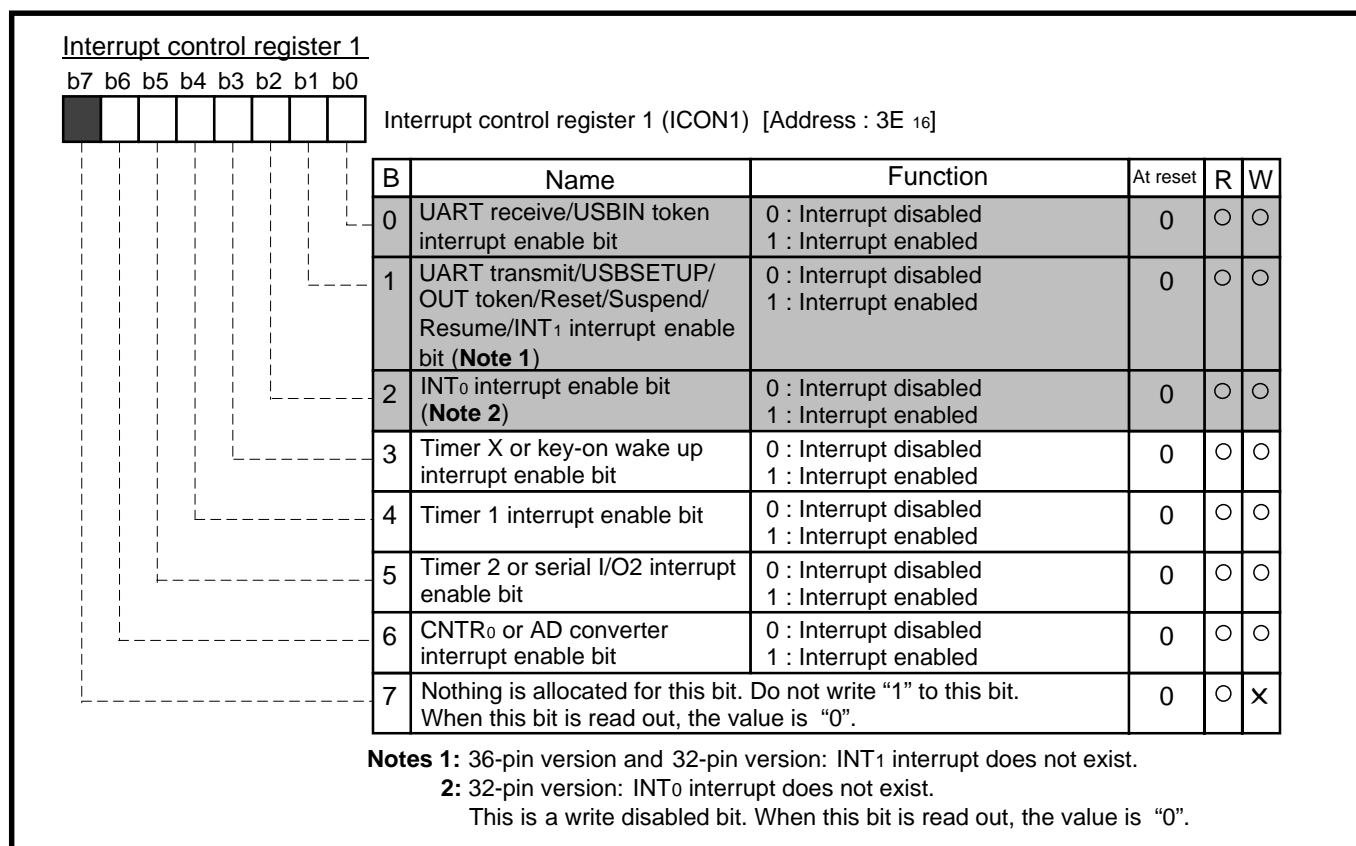 Interrupt control register 1
b7 b6 b5 b4 b3 b2 b1 b0
Interrupt control register 1 (ICON1) [Address : 3E 16]
B Name Function At reset R W
0 UART receive/USBIN token 0 : Interrupt disabled 0 ○ ○
interrupt enable bit 1 : Interrupt enabled
1 UART transmit/USBSETUP/ 0 : Interrupt disabled 0 ○ ○
OUT token/Reset/Suspend/ 1 : Interrupt enabled
Resume/INT1 interrupt enable
bit (Note 1)
2 INT0 interrupt enable bit 0 : Interrupt disabled 0 ○ ○
(Note 2) 1 : Interrupt enabled
3 Timer X or key-on wake up 0 : Interrupt disabled 0 ○ ○
interrupt enable bit 1 : Interrupt enabled
4 Timer 1 interrupt enable bit 0 : Interrupt disabled 0 ○ ○
1 : Interrupt enabled
5 Timer 2 or serial I/O2 interrupt 0 : Interrupt disabled 0 ○ ○
enable bit 1 : Interrupt enabled
6 CNTR0 or AD converter 0 : Interrupt disabled 0 ○ ○
interrupt enable bit 1 : Interrupt enabled
7 Nothing is allocated for this bit. Do not write “1” to this bit. 0 ○ ×
When this bit is read out, the value is “0”.
Notes 1: 36-pin version and 32-pin version: INT1 interrupt does not exist.
2: 32-pin version: INT0 interrupt does not exist.
This is a write disabled bit. When this bit is read out, the value is “0”.